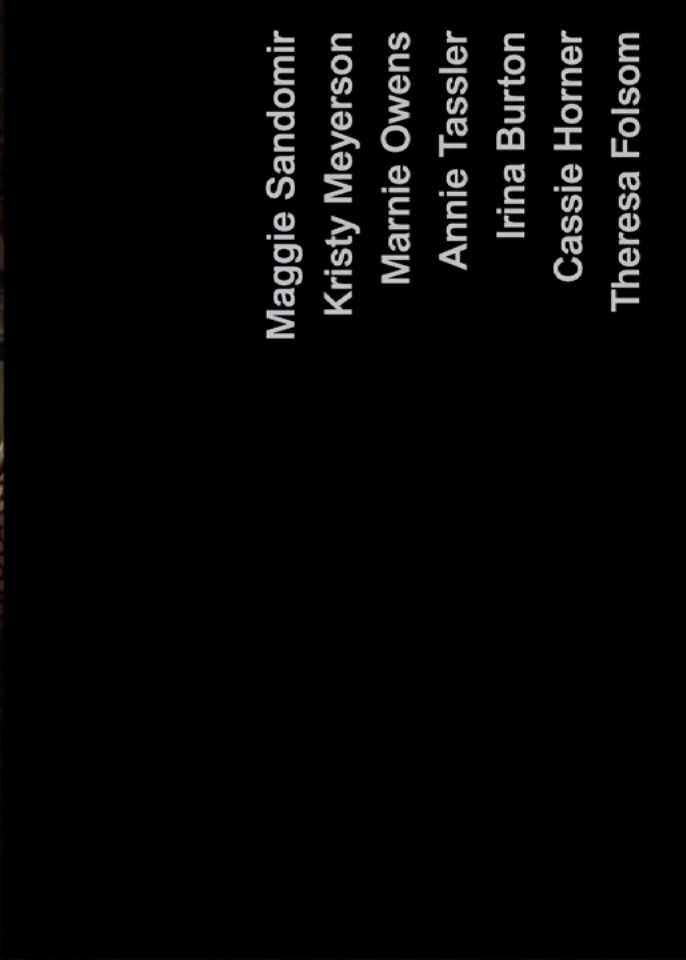 Maggie Sandomir
Kristy Meyerson
Marnie Owens
Annie Tassler
Irina Burton
Cassie Horner
Theresa Folsom